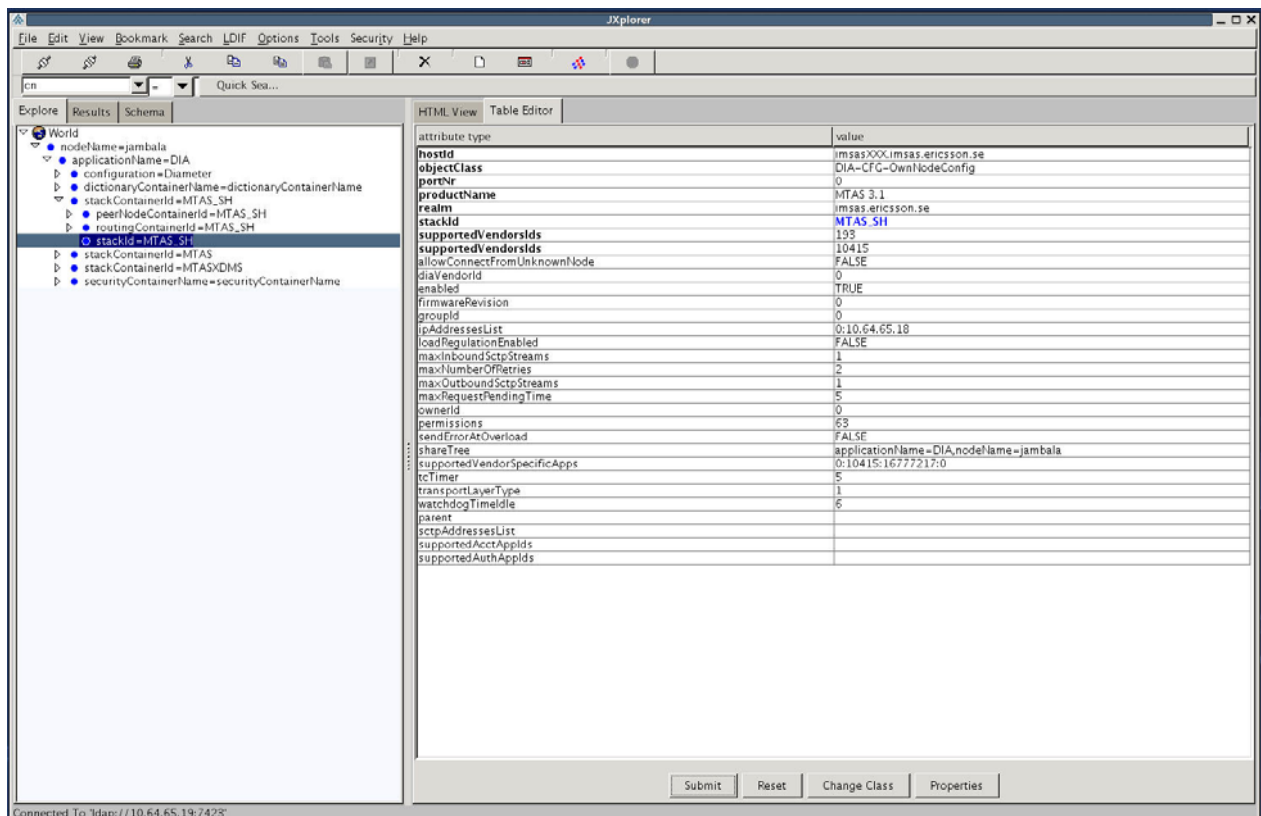 JXplorer
File Edit View Bookmark Search LDIF Options Tools Security Help
cn = Quick Sea...
Explore Results Schema
World
nodeName=jambala
applicationName=DIA
configuration=Diameter
dictionaryContainerName=dictionaryContainerName
stackContainerId=MTAS_SH
peerNodeContainerId=MTAS_SH
routingContainerId=MTAS_SH
stackId=MTAS_SH
stackContainerId=MTAS
stackContainerId=MTASXDMS
securityContainerName=securityContainerName
HTML View Table Editor
attribute type value
hostId imsasXXX.imsas.ericsson.se
objectClass DIA-CFG-OwnNodeConfig
portNr 0
productName MTAS 3.1
realm imsas.ericsson.se
stackId MTAS_SH
supportedVendorsIds 193
supportedVendorsIds 10415
allowConnectFromUnknownNode FALSE
diaVendorId 0
enabled TRUE
firmwareRevision 0
groupId 0
ipAddressesList 0:10.64.65.18
loadRegulationEnabled FALSE
maxInboundSctpStreams 1
maxNumberOfRetries 2
maxOutboundSctpStreams 1
maxRequestPendingTime 5
ownerId 0
permissions 63
sendErrorAtOverload FALSE
shareTree applicationName=DIA,nodeName=jambala
supportedVendorSpecificApps 0:10415:16777217:0
tcTimer 5
transportLayerType 1
watchdogTimeIdle 6
parent
sctpAddressesList
supportedAcctAppIds
supportedAuthAppIds
Submit Reset Change Class Properties
Connected To 'ldap://10.64.65.19:7423'